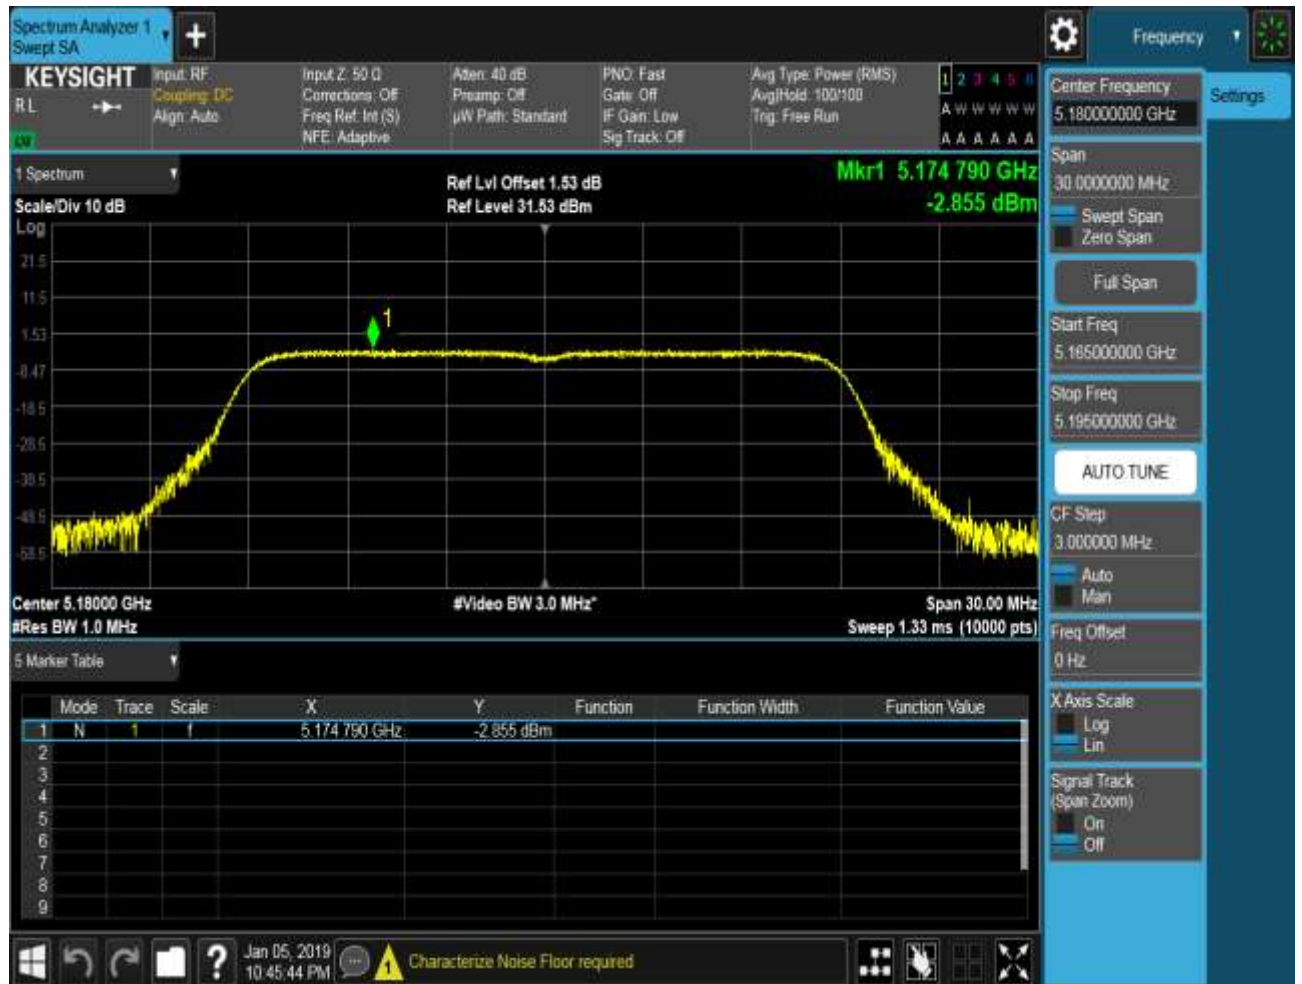 Spectrum Analyzer 1
Swept SA
+
Frequency
KEYSIGHT
RL
Input: RF
Coupling: DC
Align: Auto
Input Z: 50 Ω
Corrections: Off
Freq Ref: Int (S)
NFE: Adaptive
Atten: 40 dB
Preamp: Off
µW Path: Standard
PNO: Fast
Gate: Off
IF Gain: Low
Sig Track: Off
Avg Type: Power (RMS)
Avg|Hold: 100/100
Trig: Free Run
1 2 3 4 5 6
A W W W W W
A A A A A A
1 Spectrum
Scale/Div 10 dB
Ref Lvl Offset 1.53 dB
Ref Level 31.53 dBm
Mkr1 5.174 790 GHz
-2.855 dBm
Log
21.5
11.5
1.53
-8.47
-18.5
-28.5
-38.5
-48.5
-58.5
1
Center 5.18000 GHz
#Res BW 1.0 MHz
#Video BW 3.0 MHz*
Span 30.00 MHz
Sweep 1.33 ms (10000 pts)
5 Marker Table
Mode Trace Scale X Y Function Function Width Function Value
1 N 1 f 5.174 790 GHz -2.855 dBm
2
3
4
5
6
7
8
9
? Jan 05, 2019
10:45:44 PM
1 Characterize Noise Floor required
Center Frequency
5.180000000 GHz
Settings
Span
30.0000000 MHz
Swept Span
Zero Span
Full Span
Start Freq
5.165000000 GHz
Stop Freq
5.195000000 GHz
AUTO TUNE
CF Step
3.000000 MHz
Auto
Man
Freq Offset
0 Hz
X Axis Scale
Log
Lin
Signal Track
(Span Zoom)
On
Off